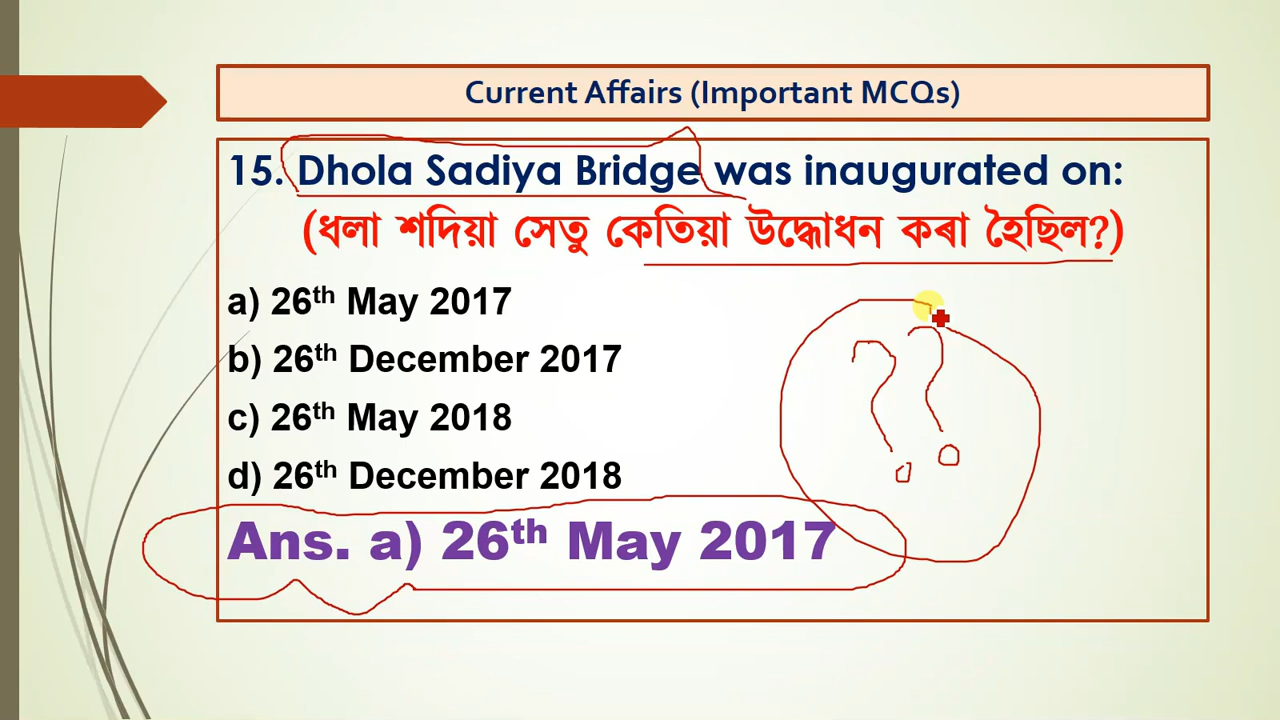 Current Affairs (Important MCQs)
15. Dhola Sadiya Bridge was inaugurated on:
(ধলা শদিয়া সেতু কেতিয়া উদ্ধোধন কৰা হৈছিল?)
a) 26th May 2017
b) 26th December 2017
c) 26th May 2018
d) 26th December 2018
Ans. a) 26th May 2017
??